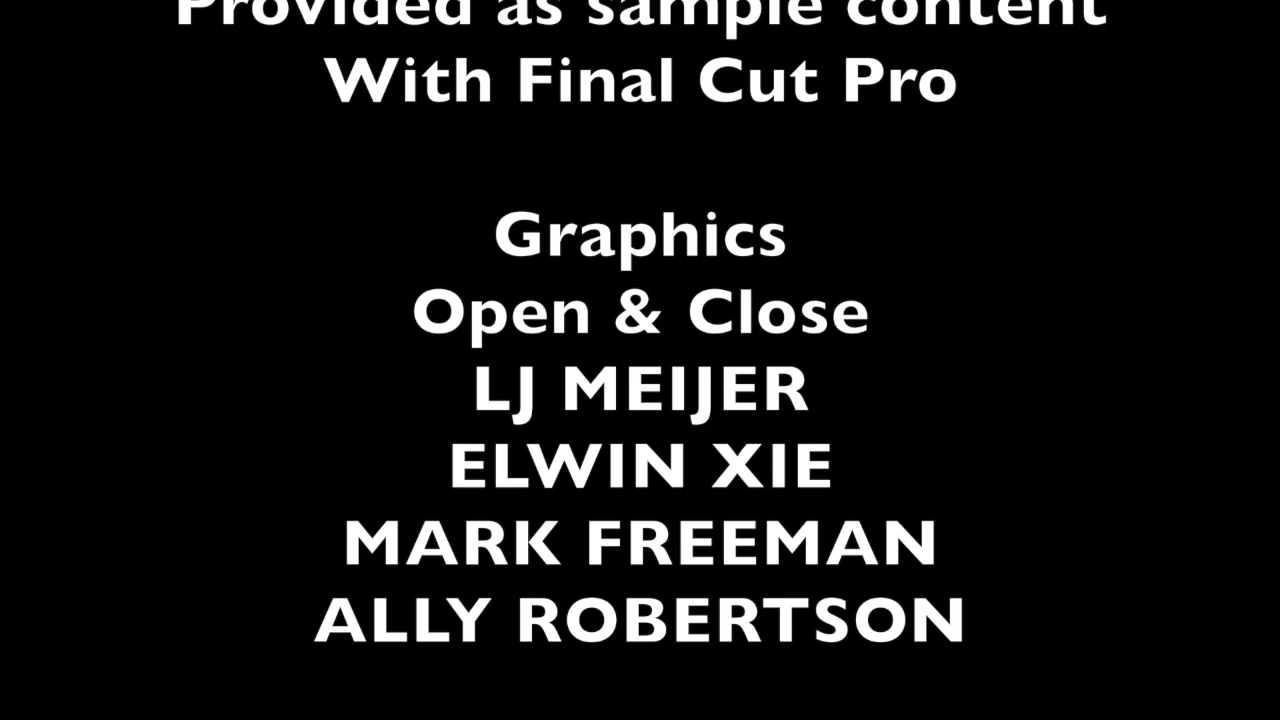 Provided as sample content
With Final Cut Pro
Graphics
Open & Close
LJ MEIJER
ELWIN XIE
MARK FREEMAN
ALLY ROBERTSON